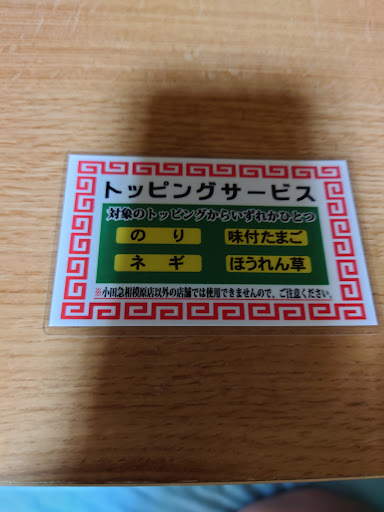 トッピングサービス
対象のトッピングからいずれかひとつ
のり 味付たまご
ネギ ほうれん草
※小田急相模原店以外の店舗では使用できませんので、ご注意ください。